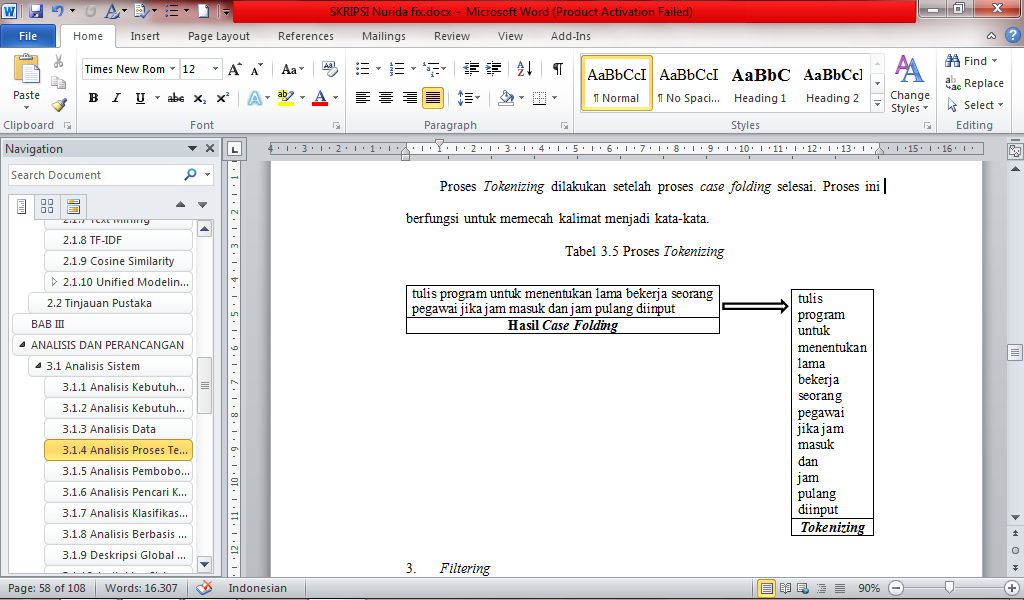 SKRIPSI Nurida fix.docx - Microsoft Word (Product Activation Failed)
File Home Insert Page Layout References Mailings Review View Add-Ins
Paste
Clipboard
Times New Rom 12
Font
Paragraph
AaBbCcI AaBbCcI AaBbC AaBbCcI
¶ Normal ¶ No Spaci... Heading 1 Heading 2
Change Styles
Styles
Find
Replace
Select
Editing
Navigation
Search Document
2.1.7 Text Mining
2.1.8 TF-IDF
2.1.9 Cosine Similarity
2.1.10 Unified Modelin...
2.2 Tinjauan Pustaka
BAB III
ANALISIS DAN PERANCANGAN
3.1 Analisis Sistem
3.1.1 Analisis Kebutuh...
3.1.2 Analisis Kebutuh...
3.1.3 Analisis Data
3.1.4 Analisis Proses Te...
3.1.5 Analisis Pembobo...
3.1.6 Analisis Pencari K...
3.1.7 Analisis Klasifikas...
3.1.8 Analisis Berbasis ...
3.1.9 Deskripsi Global ...
Proses Tokenizing dilakukan setelah proses case folding selesai. Proses ini
berfungsi untuk memecah kalimat menjadi kata-kata.
Tabel 3.5 Proses Tokenizing
tulis program untuk menentukan lama bekerja seorang
pegawai jika jam masuk dan jam pulang diinput
Hasil Case Folding
tulis
program
untuk
menentukan
lama
bekerja
seorang
pegawai
jika jam
masuk
dan
jam
pulang
diinput
Tokenizing
3. Filtering
Page: 58 of 108 Words: 16.307 Indonesian 90%